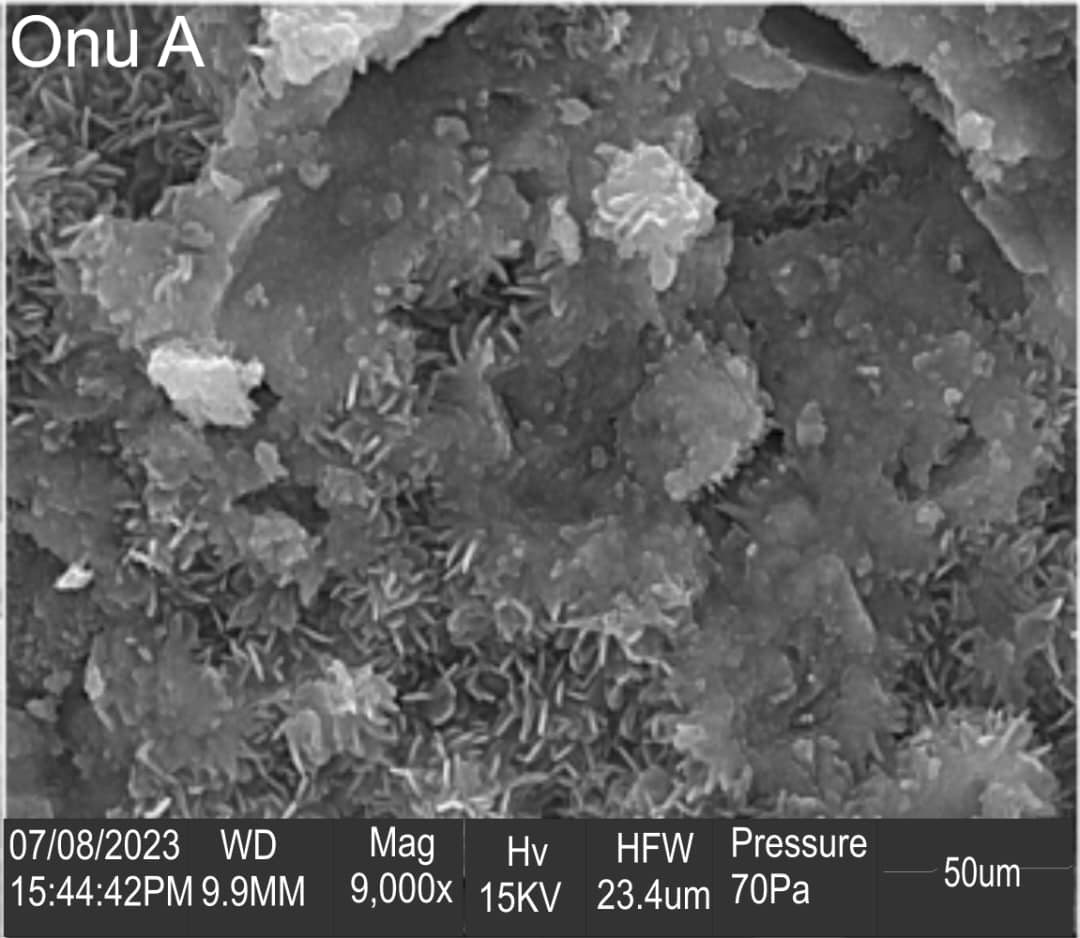 Onu A
07/08/2023 WD Mag Hv HFW Pressure
15:44:42PM 9.9MM 9,000x 15KV 23.4um 70Pa 50um